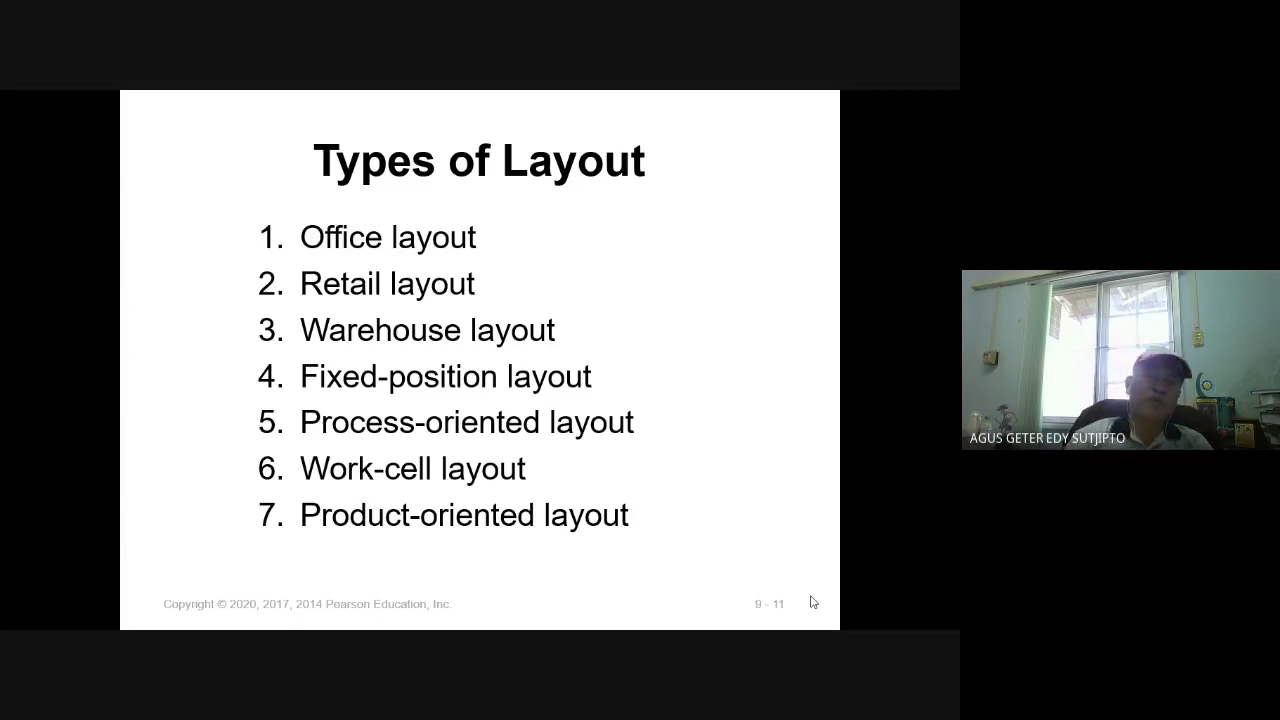 Types of Layout
1. Office layout
2. Retail layout
3. Warehouse layout
4. Fixed-position layout
5. Process-oriented layout
6. Work-cell layout
7. Product-oriented layout
Copyright © 2020, 2017, 2014 Pearson Education, Inc.
9 - 11
AGUS GETER EDY SUTJIPTO